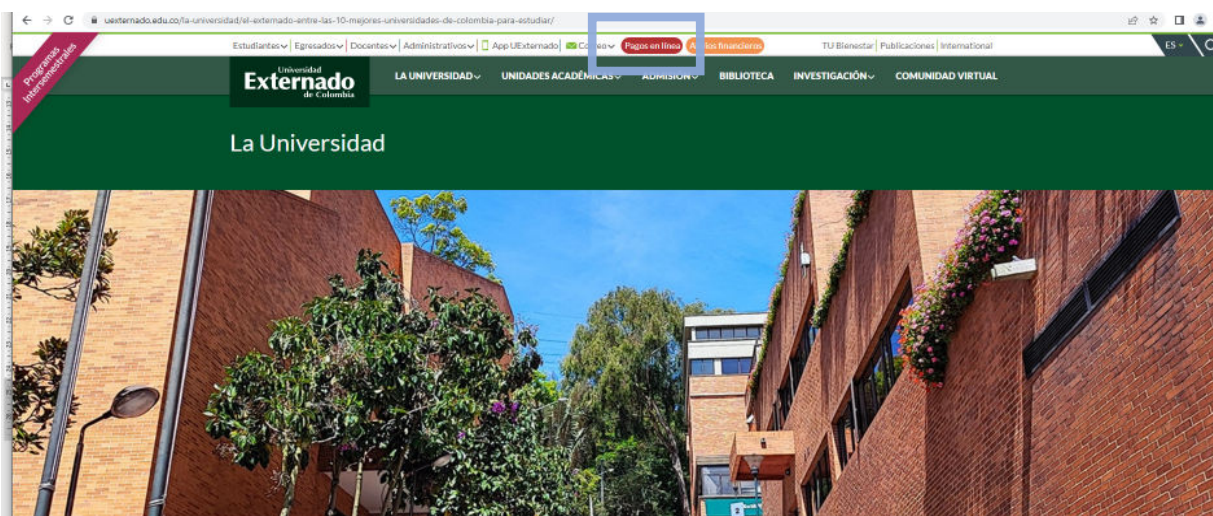 uexternado.edu.co/la-universidad/el-externado-entre-las-10-mejores-universidades-de-colombia-para-estudiar/
Programas
Intersemestrales
Estudiantes | Egresados | Docentes | Administrativos | App UExternado | Correo Pagos en línea financieros TU Bienestar | Publicaciones | International ES
Universidad
Externado
de Colombia
LA UNIVERSIDAD UNIDADES ACADÉMICAS ADMISIÓN BIBLIOTECA INVESTIGACIÓN COMUNIDAD VIRTUAL
La Universidad
2